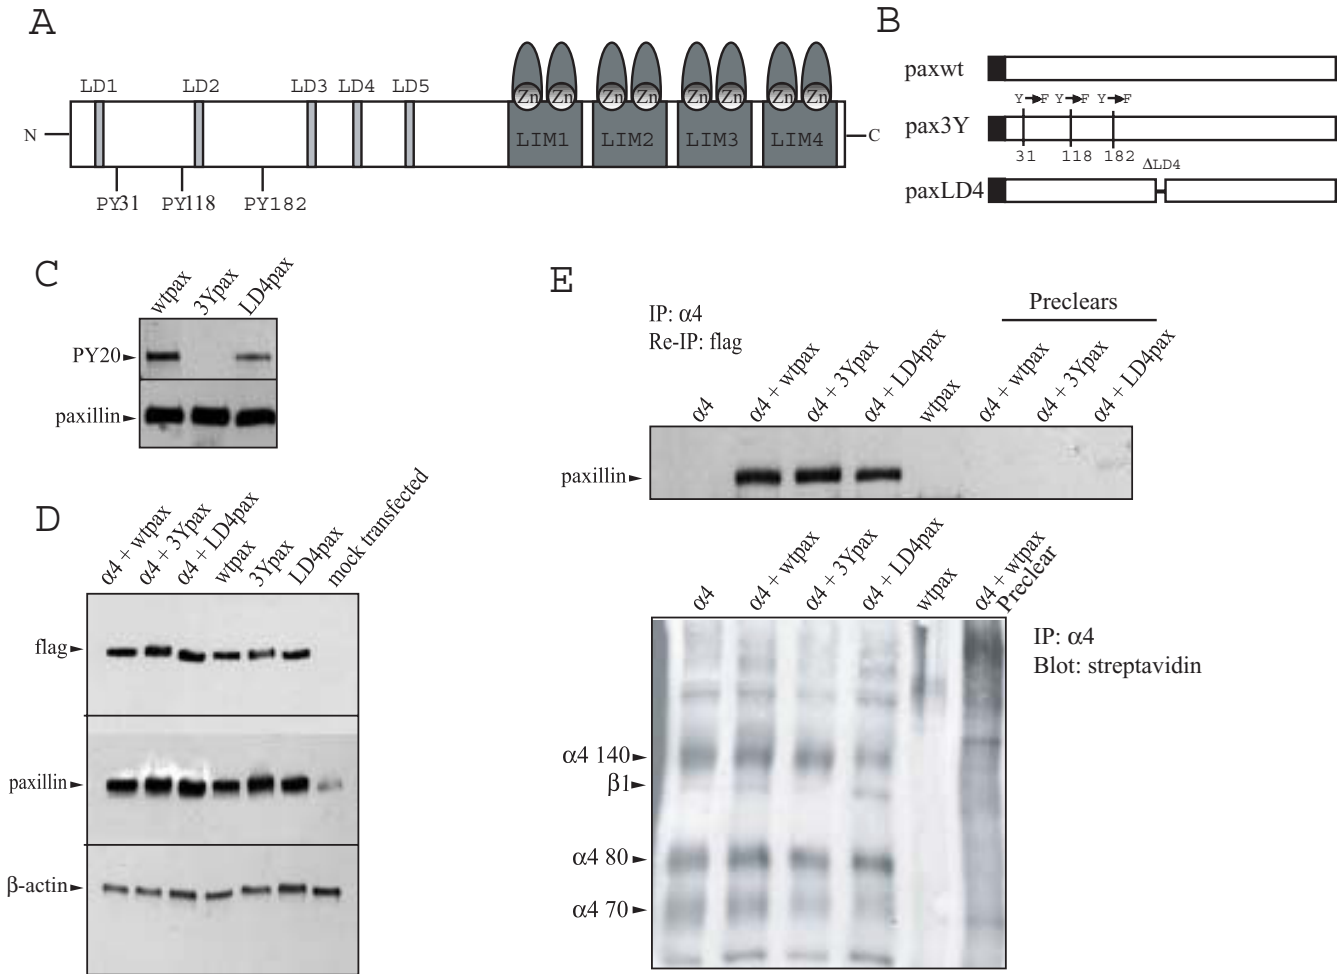 A
LD1 LD2 LD3 LD4 LD5
Zn Zn Zn Zn Zn Zn Zn Zn
N LIM1 LIM2 LIM3 LIM4 C
PY31 PY118 PY182
B
paxwt
Y F Y F Y F
pax3Y
31 118 182
ΔLD4
paxLD4
C
wtpax 3Ypax LD4pax
PY20
paxillin
D
α4 + wtpax α4 + 3Ypax α4 + LD4pax wtpax 3Ypax LD4pax mock transfected
flag
paxillin
β-actin
E
IP: α4
Re-IP: flag
Preclears
α4 α4 + wtpax α4 + 3Ypax α4 + LD4pax wtpax α4 + wtpax α4 + 3Ypax α4 + LD4pax
paxillin
α4 α4 + wtpax α4 + 3Ypax α4 + LD4pax wtpax α4 + wtpax
Preclear
IP: α4
Blot: streptavidin
α4 140
β1
α4 80
α4 70